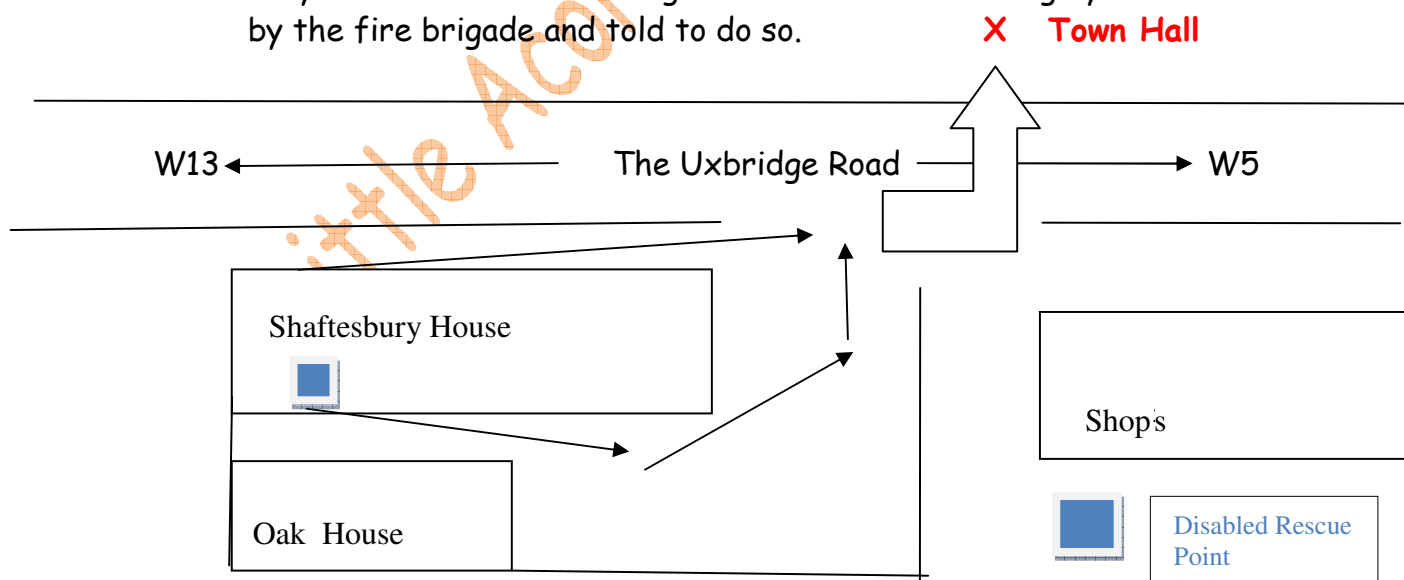 by the fire brigade and told to do so.
X Town Hall
W13
The Uxbridge Road
W5
Shaftesbury House
Shop's
Oak House
Disabled Rescue
Point